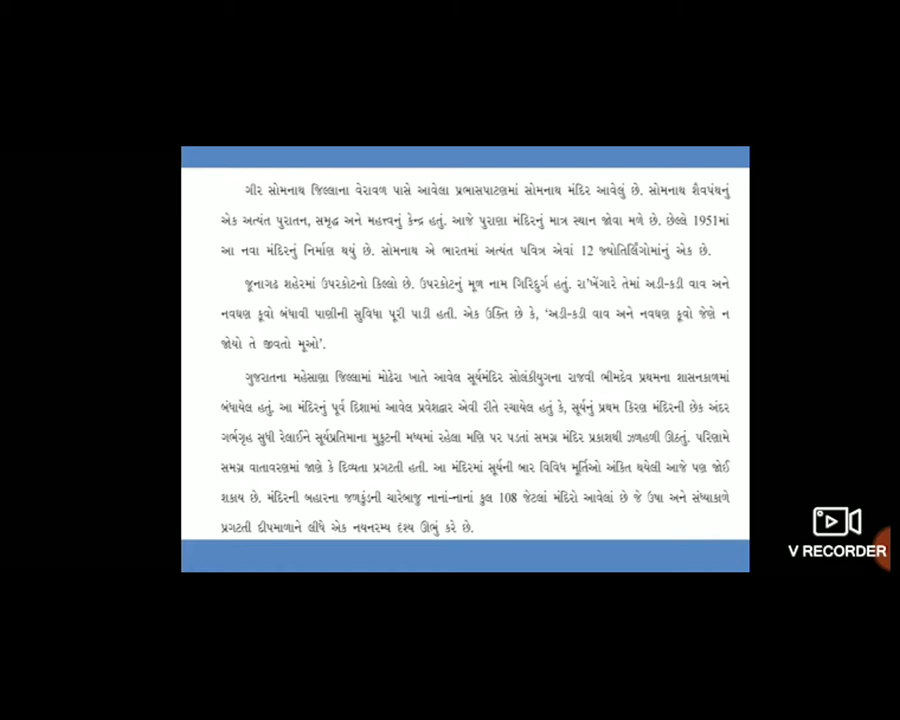 ગીર સોમનાથ જિલ્લાના વેરાવળ પાસે આવેલા પ્રભાસપાટણમાં સોમનાથ મંદિર આવેલું છે. સોમનાથ શૈવપંથનું
એક અત્યંત પુરાતન, સમૃદ્ધ અને મહત્ત્વનું કેન્દ્ર હતું. આજે પુરાણા મંદિરનું માત્ર સ્થાન જોવા મળે છે. છેલ્લે 1951માં
આ નવા મંદિરનું નિર્માણ થયું છે. સોમનાથ એ ભારતમાં અત્યંત પવિત્ર એવાં 12 જ્યોતિર્લિંગોમાંનું એક છે.
જૂનાગઢ શહેરમાં ઉપરકોટનો કિલ્લો છે. ઉપરકોટનું મૂળ નામ ગિરિદુર્ગ હતું. રા'ખેંગારે તેમાં અડી-કડી વાવ અને
નવઘણ કૂવો બંધાવી પાણીની સુવિધા પૂરી પાડી હતી. એક ઉક્તિ છે કે, ‘અડી-કડી વાવ અને નવઘણ કૂવો જેણે ન
જોયો તે જીવતો મૂઓ’.
ગુજરાતના મહેસાણા જિલ્લામાં મોઢેરા ખાતે આવેલ સૂર્યમંદિર સોલંકીયુગના રાજવી ભીમદેવ પ્રથમના શાસનકાળમાં
બંધાયેલ હતું. આ મંદિરનું પૂર્વ દિશામાં આવેલ પ્રવેશદ્વાર એવી રીતે રચાયેલ હતું કે, સૂર્યનું પ્રથમ કિરણ મંદિરની છેક અંદર
ગર્ભગૃહ સુધી રેલાઈને સૂર્યપ્રતિમાના મુકુટની મધ્યમાં રહેલા મણિ પર પડતાં સમગ્ર મંદિર પ્રકાશથી ઝળહળી ઊઠતું. પરિણામે
સમગ્ર વાતાવરણમાં જાણે કે દિવ્યતા પ્રગટતી હતી. આ મંદિરમાં સૂર્યની બાર વિવિધ મૂર્તિઓ અંકિત થયેલી આજે પણ જોઈ
શકાય છે. મંદિરની બહારના જળકુંડની ચારેબાજુ નાનાં-નાનાં કુલ 108 જેટલાં મંદિરો આવેલાં છે જે ઉષા અને સંધ્યાકાળે
પ્રગટતી દીપમાળાને લીધે એક નયનરમ્ય દૃશ્ય ઊભું કરે છે.
V RECORDER